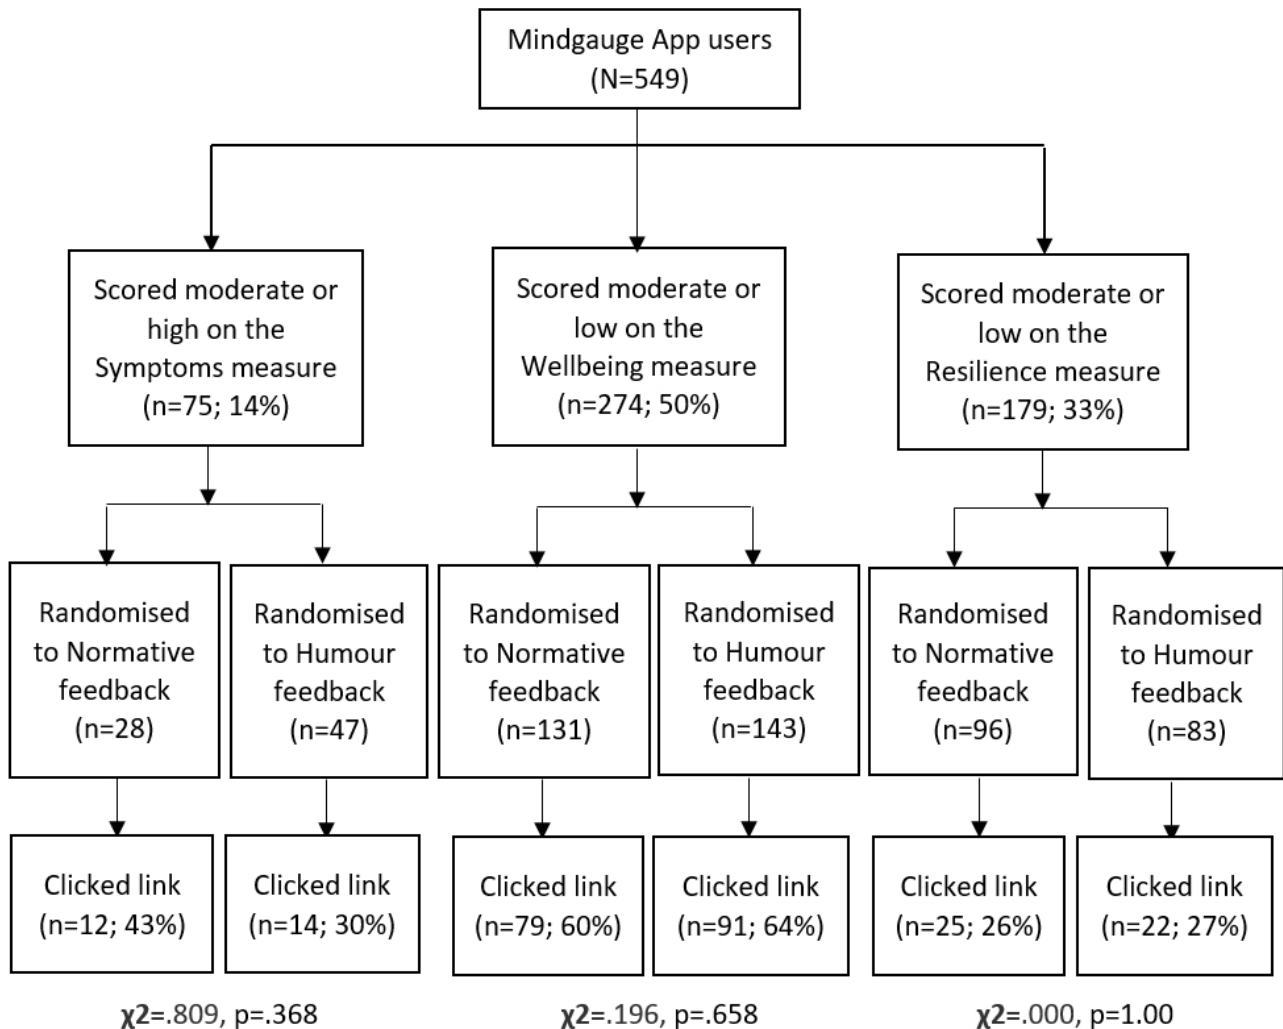 Mindgauge App users
(N=549)
Scored moderate or
high on the
Symptoms measure
(n=75; 14%)
Scored moderate or
low on the
Wellbeing measure
(n=274; 50%)
Scored moderate or
low on the
Resilience measure
(n=179; 33%)
Randomised
to Normative
feedback
(n=28)
Randomised
to Humour
feedback
(n=47)
Randomised
to Normative
feedback
(n=131)
Randomised
to Humour
feedback
(n=143)
Randomised
to Normative
feedback
(n=96)
Randomised
to Humour
feedback
(n=83)
Clicked link
(n=12; 43%)
Clicked link
(n=14; 30%)
Clicked link
(n=79; 60%)
Clicked link
(n=91; 64%)
Clicked link
(n=25; 26%)
Clicked link
(n=22; 27%)
χ2=.809, p=.368
χ2=.196, p=.658
χ2=.000, p=1.00